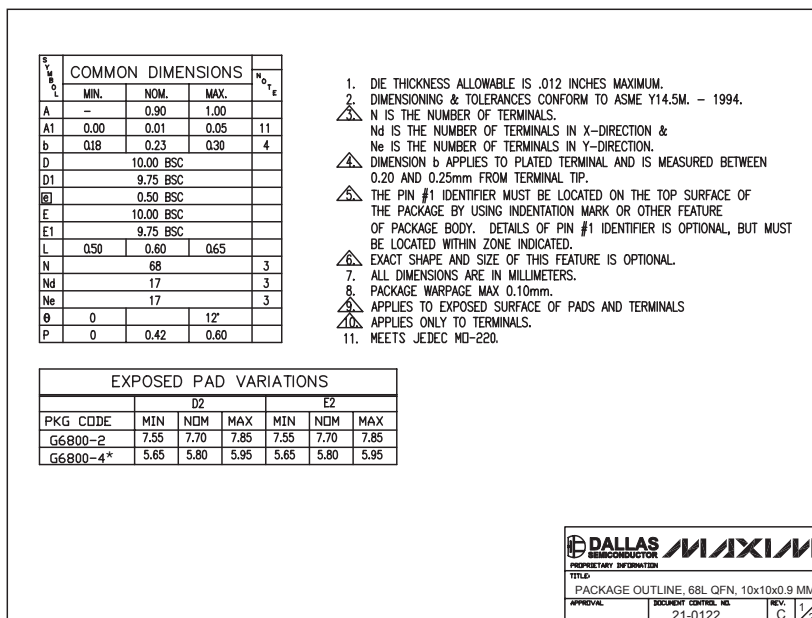 SYMBOL COMMON DIMENSIONS NOTE
MIN. NOM. MAX.
A – 0.90 1.00
A1 0.00 0.01 0.05 11
b 0.18 0.23 0.30 4
D 10.00 BSC
D1 9.75 BSC
e 0.50 BSC
E 10.00 BSC
E1 9.75 BSC
L 0.50 0.60 0.65
N 68 3
Nd 17 3
Ne 17 3
θ 0 12°
P 0 0.42 0.60
1. DIE THICKNESS ALLOWABLE IS .012 INCHES MAXIMUM.
2. DIMENSIONING & TOLERANCES CONFORM TO ASME Y14.5M. – 1994.
3. N IS THE NUMBER OF TERMINALS.
Nd IS THE NUMBER OF TERMINALS IN X-DIRECTION &
Ne IS THE NUMBER OF TERMINALS IN Y-DIRECTION.
4. DIMENSION b APPLIES TO PLATED TERMINAL AND IS MEASURED BETWEEN
0.20 AND 0.25mm FROM TERMINAL TIP.
5. THE PIN #1 IDENTIFIER MUST BE LOCATED ON THE TOP SURFACE OF
THE PACKAGE BY USING INDENTATION MARK OR OTHER FEATURE
OF PACKAGE BODY. DETAILS OF PIN #1 IDENTIFIER IS OPTIONAL, BUT MUST
BE LOCATED WITHIN ZONE INDICATED.
6. EXACT SHAPE AND SIZE OF THIS FEATURE IS OPTIONAL.
7. ALL DIMENSIONS ARE IN MILLIMETERS.
8. PACKAGE WARPAGE MAX 0.10mm.
9. APPLIES TO EXPOSED SURFACE OF PADS AND TERMINALS
10. APPLIES ONLY TO TERMINALS.
11. MEETS JEDEC MO-220.
EXPOSED PAD VARIATIONS
D2 E2
PKG CODE MIN NOM MAX MIN NOM MAX
G6800-2 7.55 7.70 7.85 7.55 7.70 7.85
G6800-4* 5.65 5.80 5.95 5.65 5.80 5.95
DALLAS SEMICONDUCTOR MAXIM
PROPRIETARY INFORMATION
TITLE:
PACKAGE OUTLINE, 68L QFN, 10x10x0.9 MM
APPROVAL DOCUMENT CONTROL NO. REV.
21-0122 C 1/